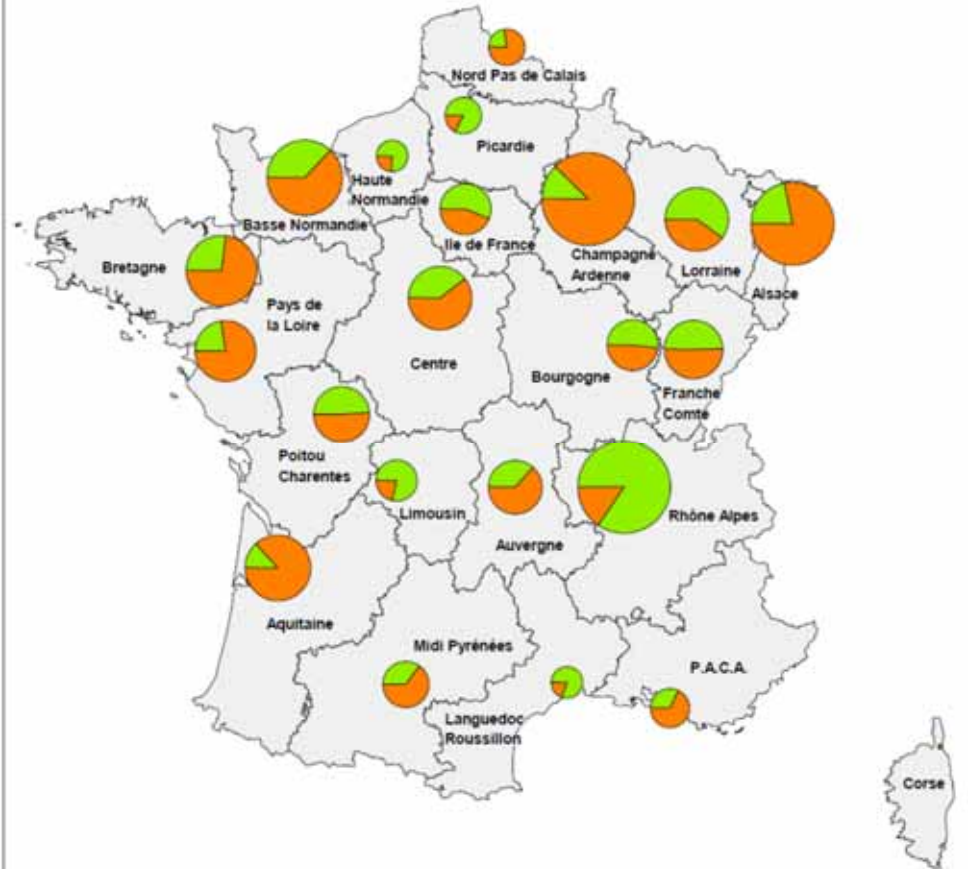 Nord Pas de Calais
Picardie
Haute
Normandie
Basse Normandie
Ile de France
Champagne
Ardenne
Lorraine
Alsace
Bretagne
Pays de
la Loire
Centre
Bourgogne
Franche
Comté
Poitou
Charentes
Limousin
Auvergne
Rhône Alpes
Aquitaine
Midi Pyrénées
Languedoc
Roussillon
P.A.C.A.
Corse